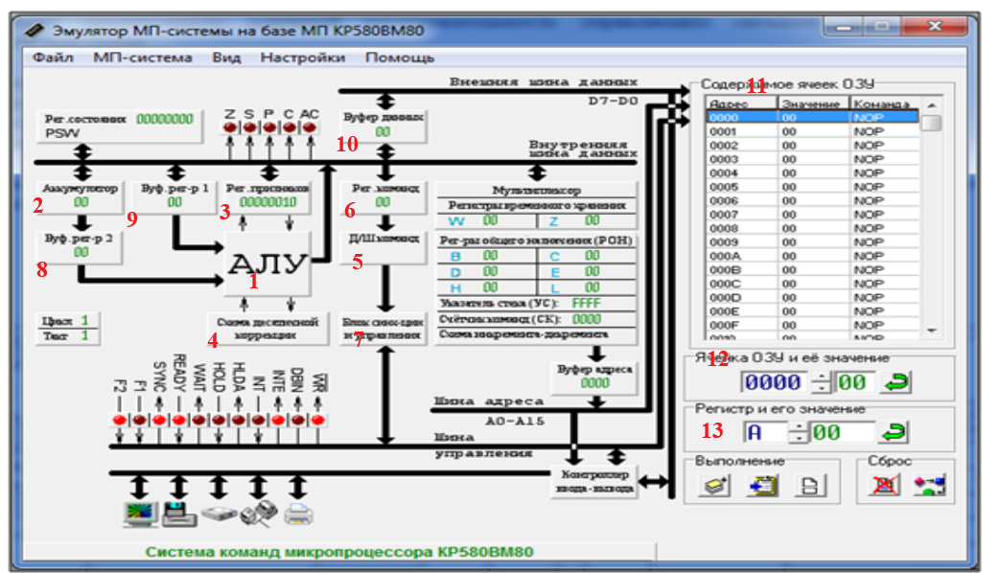 Эмулятор МП-системы на базе МП КР580ВМ80
Файл МП-система Вид Настройки Помощь
Внешняя шина данных
D7-D0
Рег.состояния 00000000
PSW
Z S P C AC
Буфер данных
00
10
Внутренняя
шина данных
Аккумулятор
00
2
Буф.рег-р 1
00
9
Рег.признаков
00000010
3
Рег.команд
00
6
Мультиплексор
Регистры временного хранения
W 00 Z 00
Буф.рег-р 2
00
8
АЛУ
1
Д/Ш команд
5
Рег-ры общего назначения (РОН)
B 00 C 00
D 00 E 00
H 00 L 00
Указатель стека (УС): FFFF
Счётчик команд (СК): 0000
Схема инкремента-декремента
Цикл 1
Такт 1
Схема десятичной
коррекции
4
Блок синхр-ции
и управления
7
Буфер адреса
0000
F2 F1 SYNC READY WAIT HOLD HLDA INT INTE DBIN WR
Шина адреса
A0-A15
Шина
управления
Контроллер
ввода-вывода
Содержимое ячеек ОЗУ
11
Адрес Значение Команда
0000 00 NOP
0001 00 NOP
0002 00 NOP
0003 00 NOP
0004 00 NOP
0005 00 NOP
0006 00 NOP
0007 00 NOP
0008 00 NOP
0009 00 NOP
000A 00 NOP
000B 00 NOP
000C 00 NOP
000D 00 NOP
000E 00 NOP
000F 00 NOP
0010 00 NOP
Ячейка ОЗУ и её значение
12
0000 00
Регистр и его значение
13
A 00
Выполнение
Сброс
Система команд микропроцессора КР580ВМ80